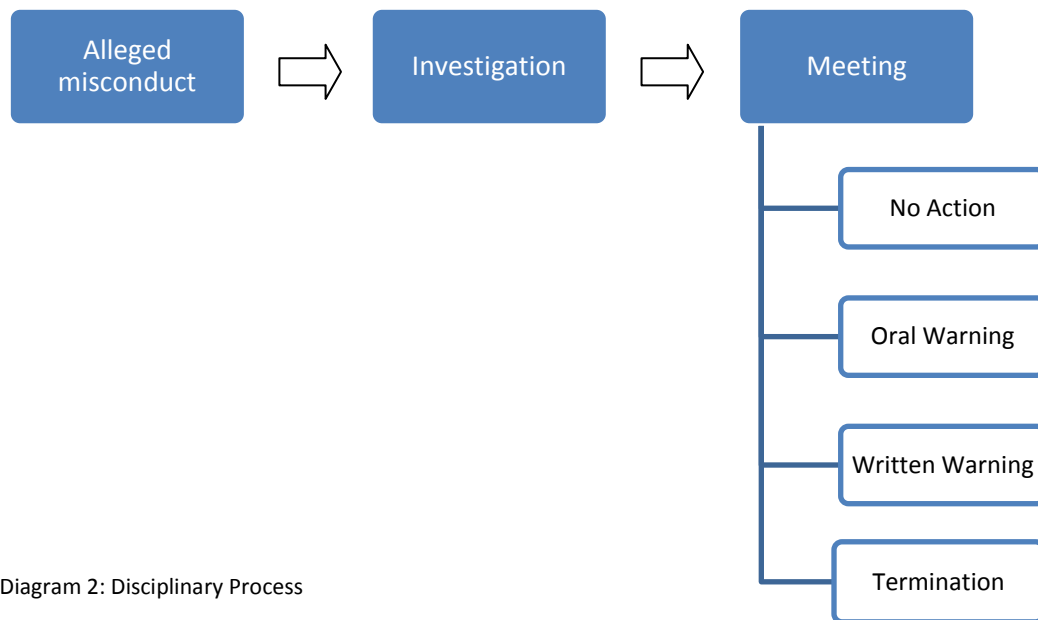 Alleged
misconduct
Investigation
Meeting
No Action
Oral Warning
Written Warning
Termination
Diagram 2: Disciplinary Process